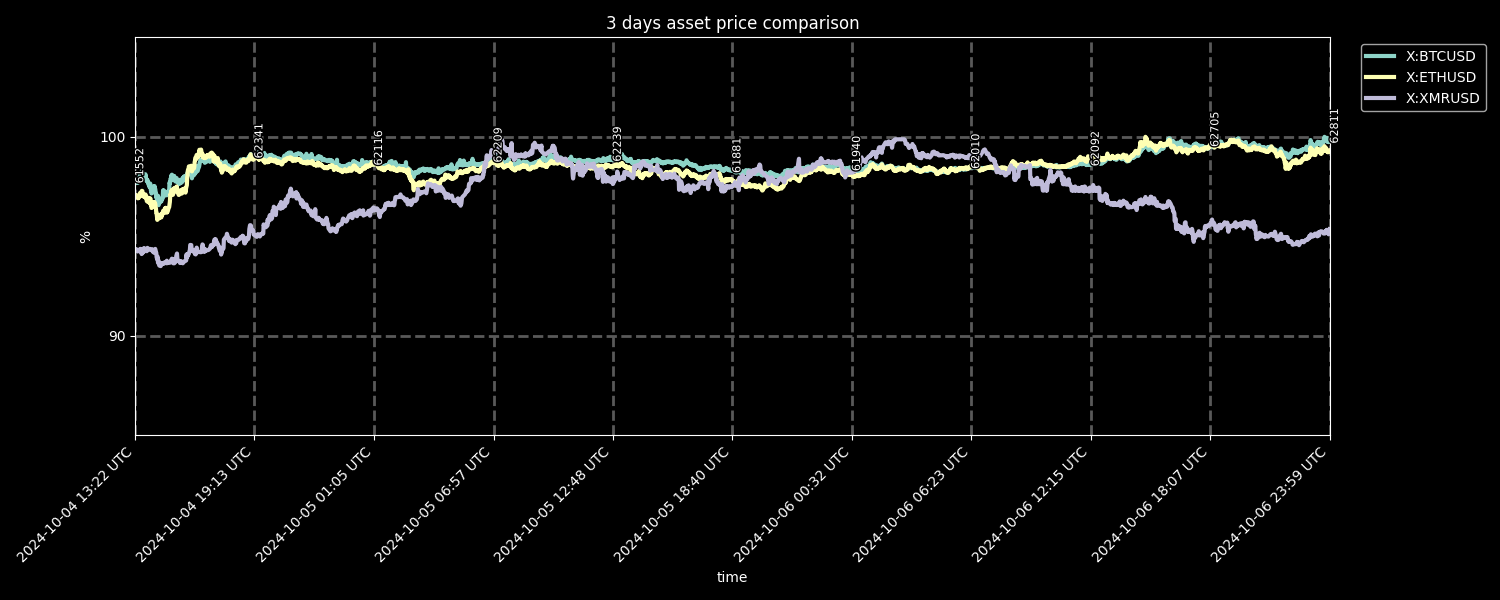 3 days asset price comparison
X:BTCUSD
X:ETHUSD
X:XMRUSD
100
90
%
61552
62341
62116
62209
62239
61881
61940
62010
62092
62705
62811
2024-10-04 13:22 UTC
2024-10-04 19:13 UTC
2024-10-05 01:05 UTC
2024-10-05 06:57 UTC
2024-10-05 12:48 UTC
2024-10-05 18:40 UTC
2024-10-06 00:32 UTC
2024-10-06 06:23 UTC
2024-10-06 12:15 UTC
2024-10-06 18:07 UTC
2024-10-06 23:59 UTC
time